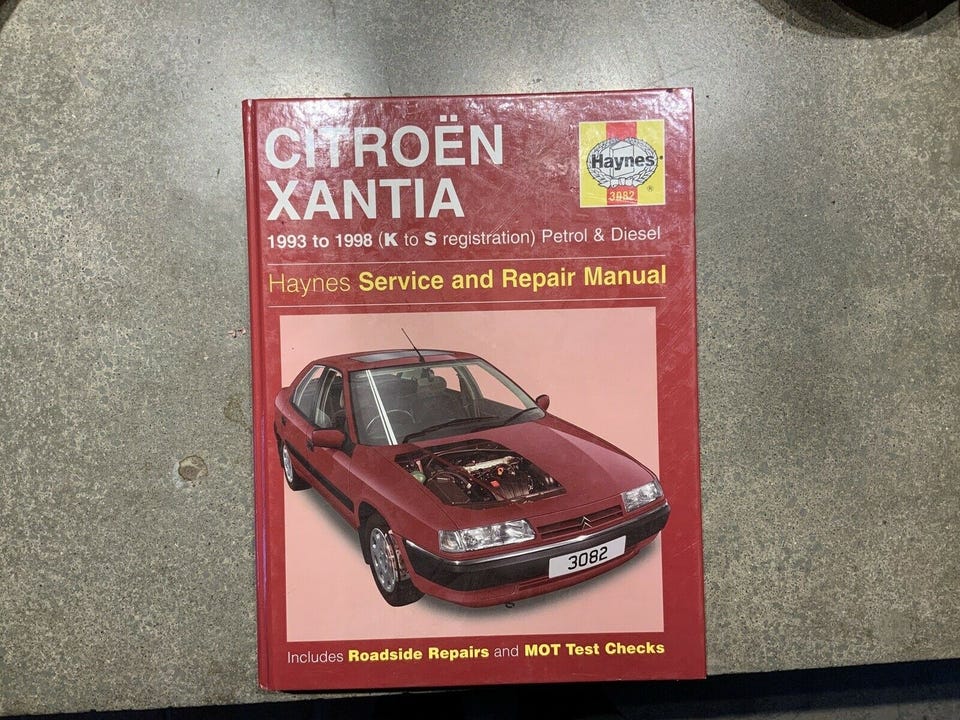 CITROËN
XANTIA
Haynes
®
3082
1993 to 1998 (K to S registration) Petrol & Diesel
Haynes Service and Repair Manual
3082
Includes Roadside Repairs and MOT Test Checks